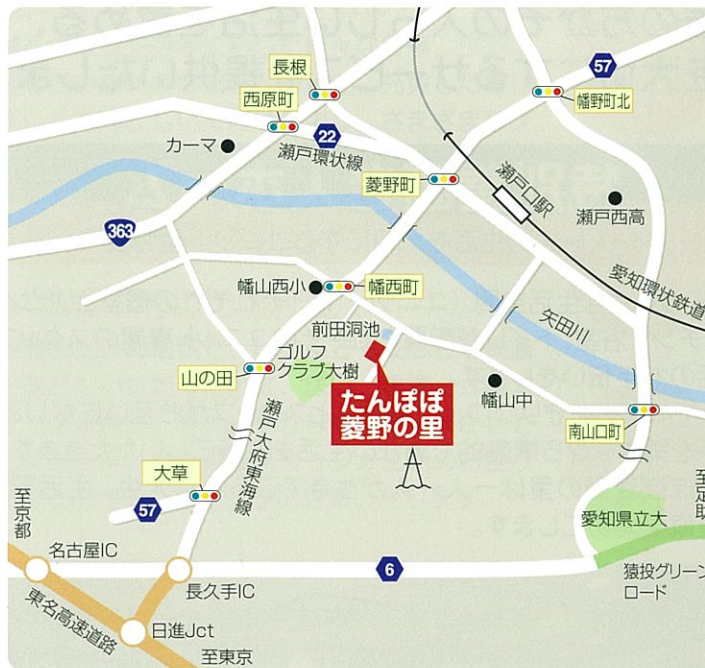 長根
57
西原町
幡野町北
22
カーマ
瀬戸環状線
菱野町
瀬戸口駅
瀬戸西高
363
愛知環状鉄道
幡山西小
幡西町
矢田川
前田洞池
ゴルフ
クラブ大樹
山の田
たんぽぽ
菱野の里
幡山中
南山口町
瀬戸大府東海線
大草
至足助
至京都
57
愛知県立大
名古屋IC
6
長久手IC
猿投グリーン
ロード
東名高速道路
日進Jct
至東京